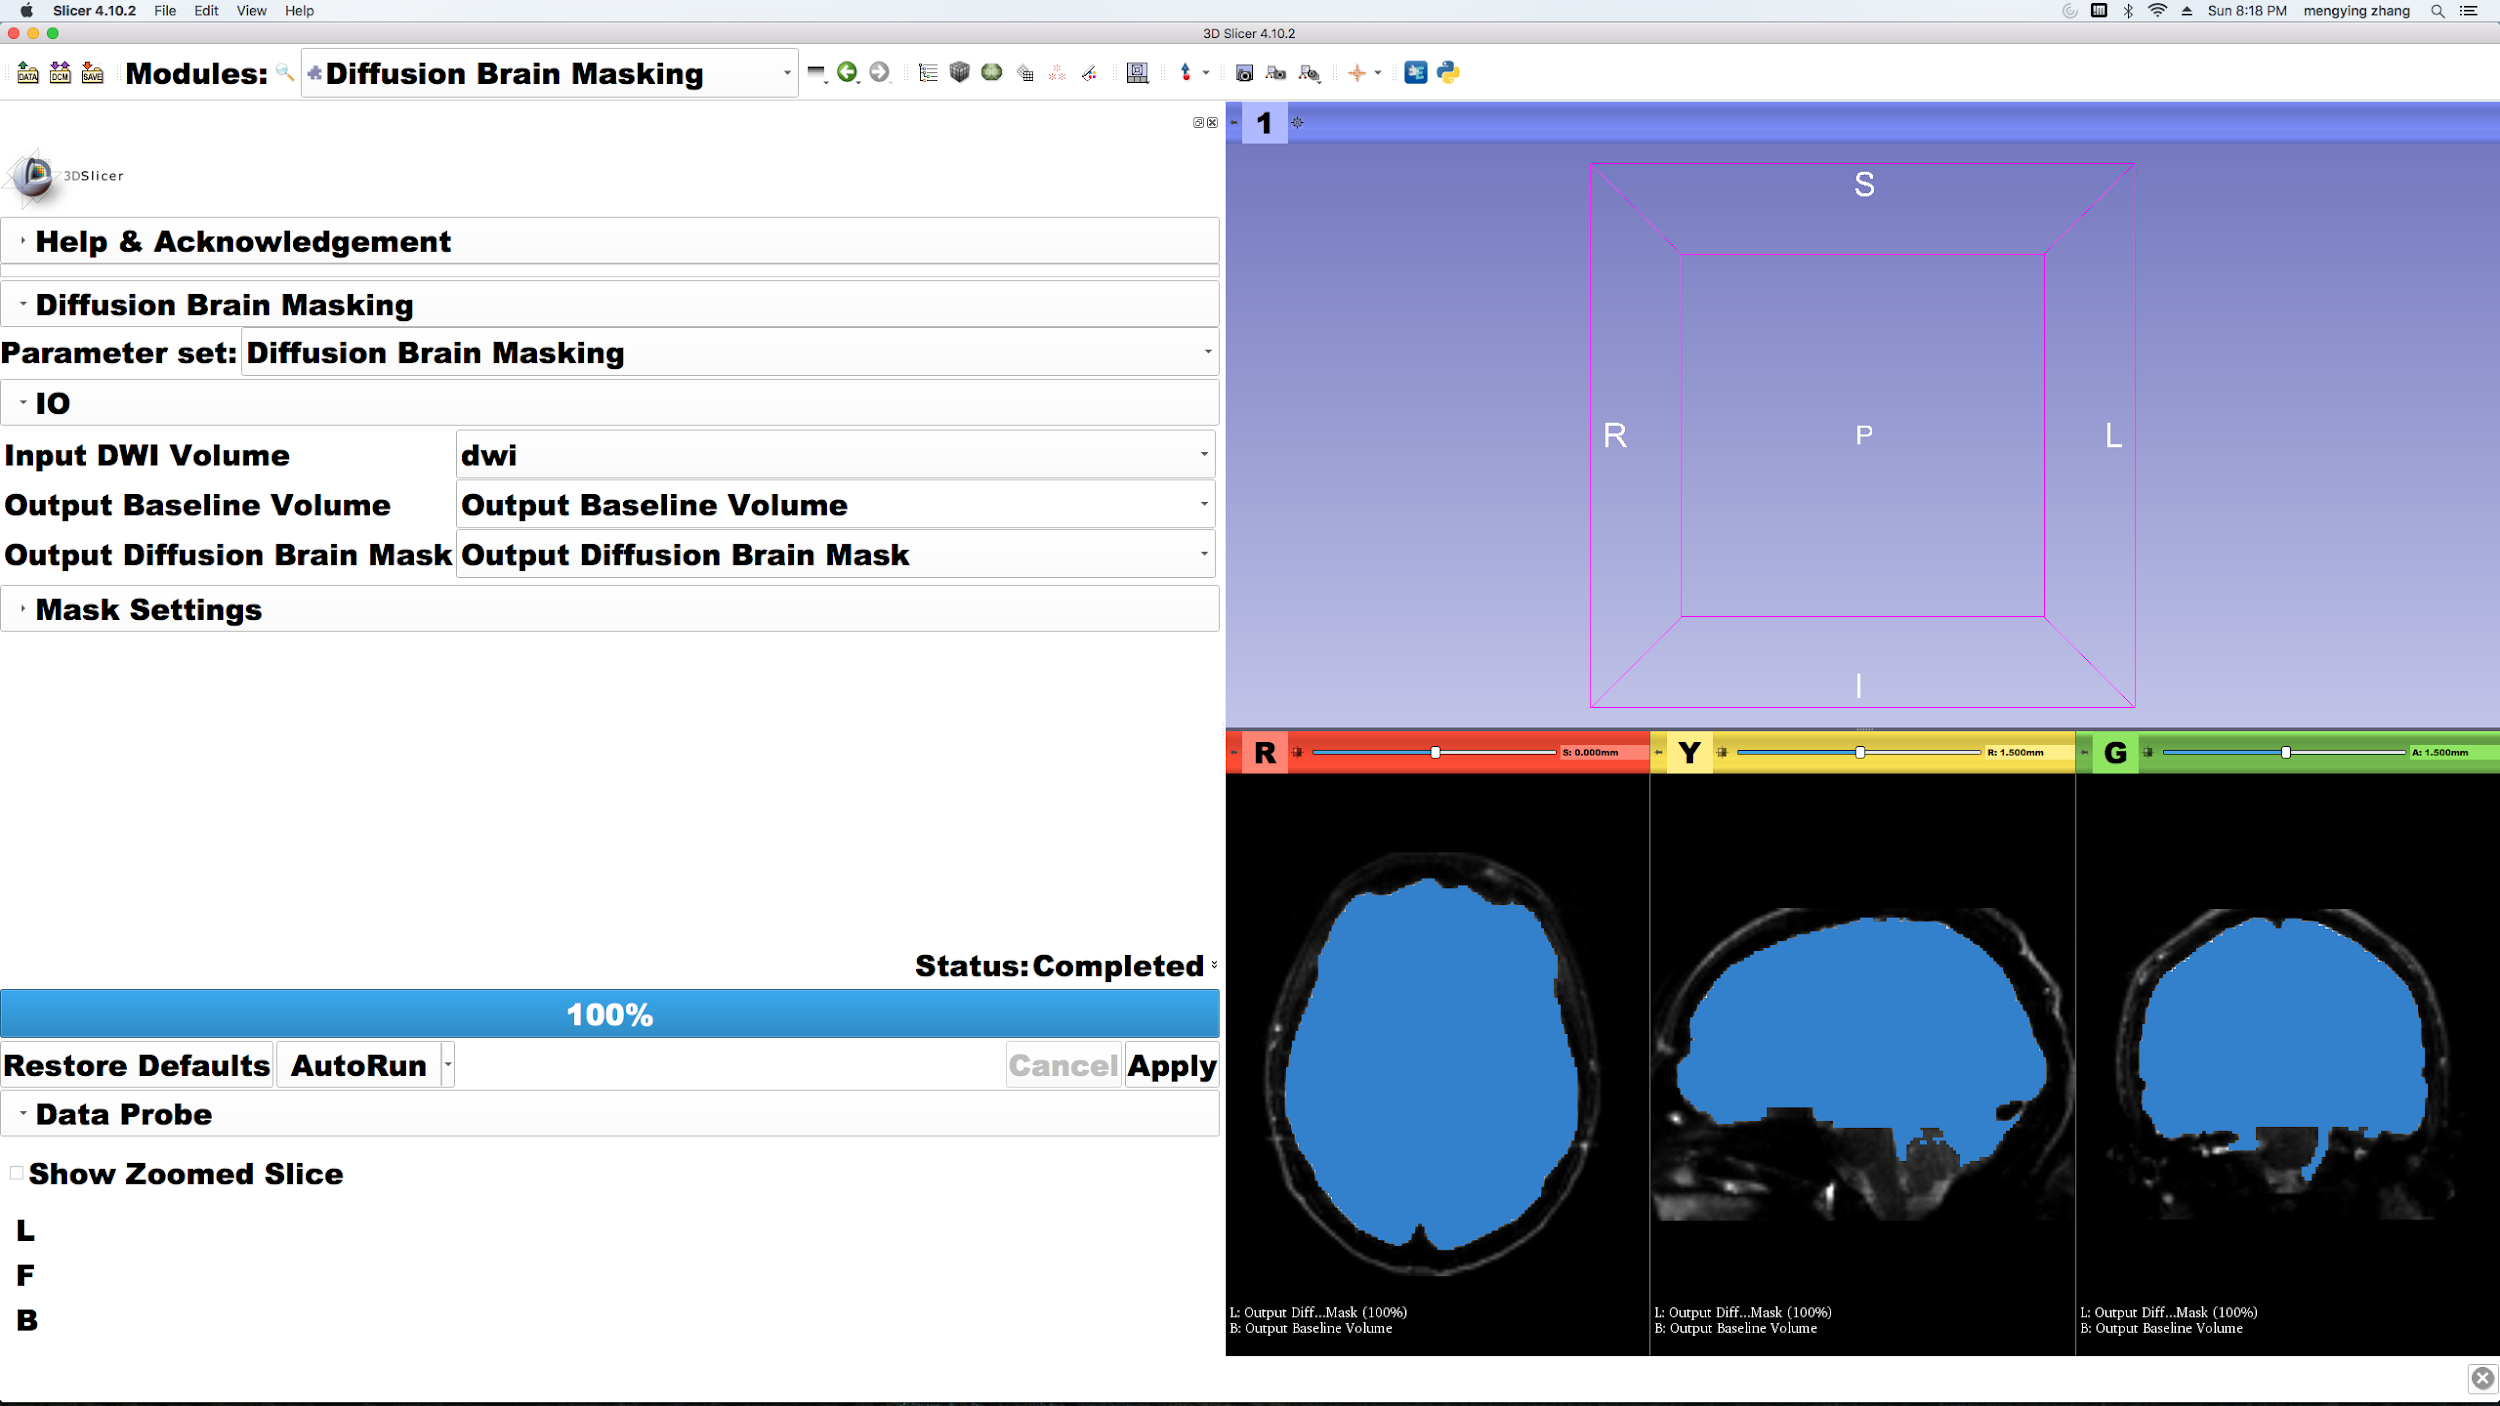 Slicer 4.10.2 File Edit View Help Sun 8:18 PM mengying zhang
3D Slicer 4.10.2
DATA DCM SAVE Modules: Diffusion Brain Masking
1
3DSlicer
Help & Acknowledgement
Diffusion Brain Masking
Parameter set: Diffusion Brain Masking
IO
Input DWI Volume dwi
Output Baseline Volume Output Baseline Volume
Output Diffusion Brain Mask Output Diffusion Brain Mask
Mask Settings
Status: Completed
100%
Restore Defaults AutoRun Cancel Apply
Data Probe
Show Zoomed Slice
L
F
B
S
R P L
I
R S: 0.000mm
Y R: 1.500mm
G A: 1.500mm
L: Output Diff...Mask (100%)
B: Output Baseline Volume
L: Output Diff...Mask (100%)
B: Output Baseline Volume
L: Output Diff...Mask (100%)
B: Output Baseline Volume